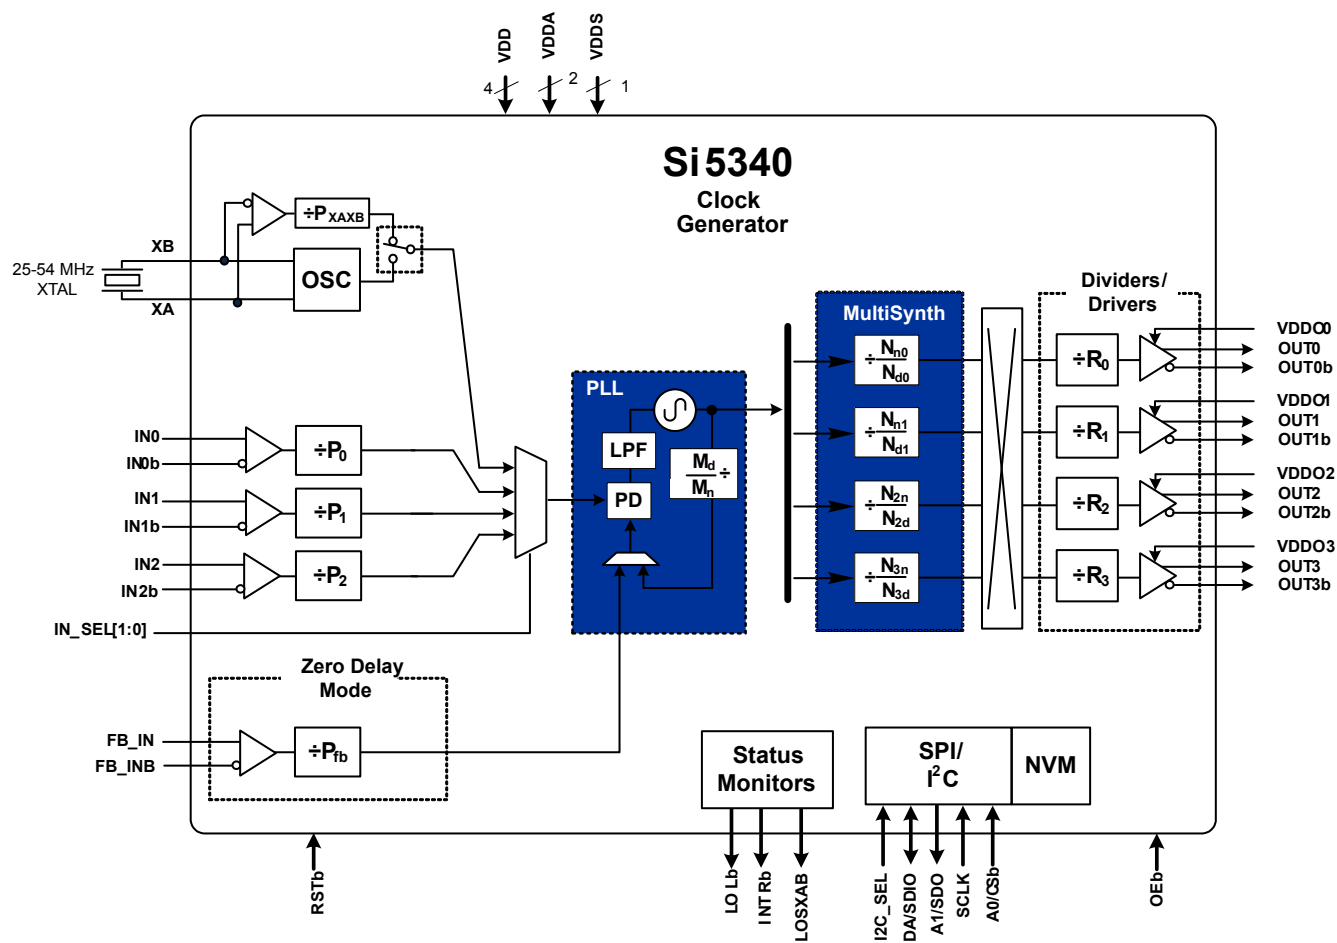 VDD
VDDA
VDDS
4
2
1
Si5340
Clock
Generator
÷PXAXB
XB
25-54 MHz
XTAL
OSC
XA
Dividers/
Drivers
MultiSynth
VDDO0
÷Nn0
Nd0
÷R0
OUT0
OUT0b
PLL
VDDO1
÷Nn1
Nd1
÷R1
OUT1
OUT1b
IN0
÷P0
IN0b
LPF
Md÷
Mn
VDDO2
IN1
÷P1
IN1b
PD
÷N2n
N2d
÷R2
OUT2
OUT2b
VDDO3
IN2
÷P2
IN2b
÷N3n
N3d
÷R3
OUT3
OUT3b
IN_SEL[1:0]
Zero Delay
Mode
FB_IN
÷Pfb
FB_INB
Status
Monitors
SPI/
I2C
NVM
RSTb
LOLb
INTRb
LOSXAB
I2C_SEL
DA/SDIO
A1/SDO
SCLK
A0/CSb
OEb